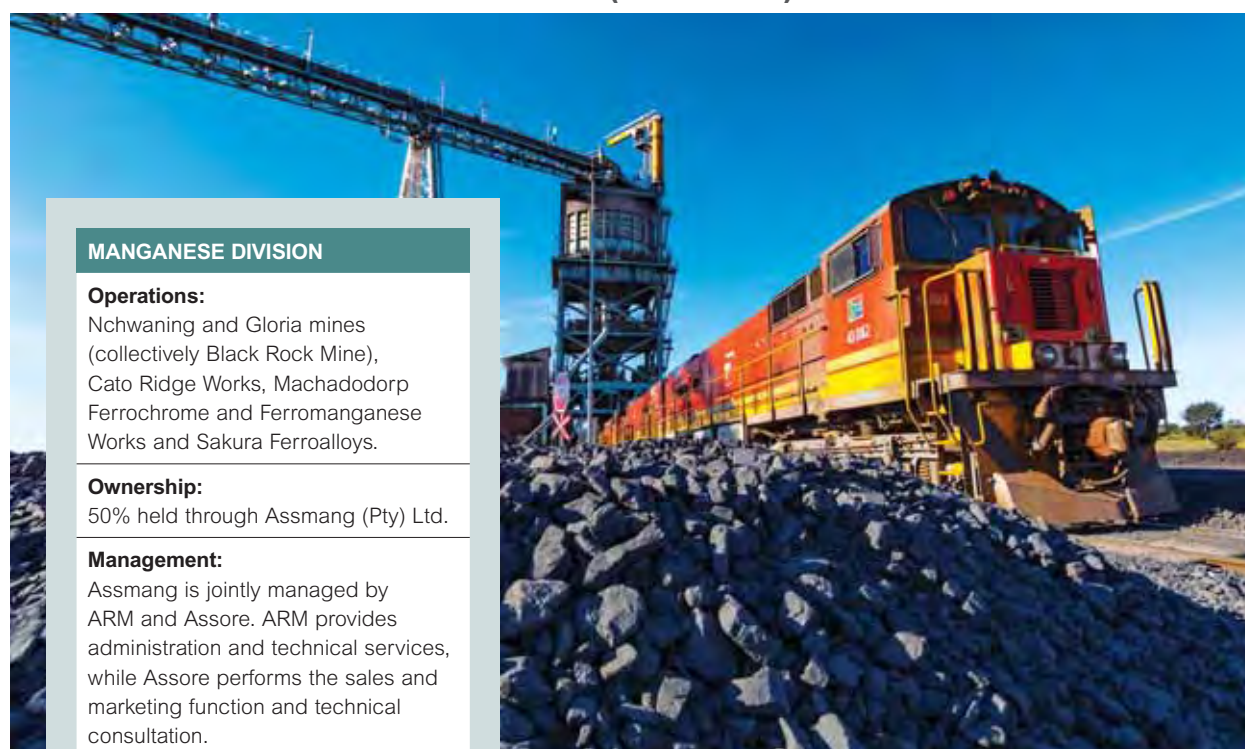 MANGANESE DIVISION
Operations:
Nchwaning and Gloria mines
(collectively Black Rock Mine),
Cato Ridge Works, Machadodorp
Ferrochrome and Ferromanganese
Works and Sakura Ferroalloys.
Ownership:
50% held through Assmang (Pty) Ltd.
Management:
Assmang is jointly managed by
ARM and Assore. ARM provides
administration and technical services,
while Assore performs the sales and
marketing function and technical
consultation.